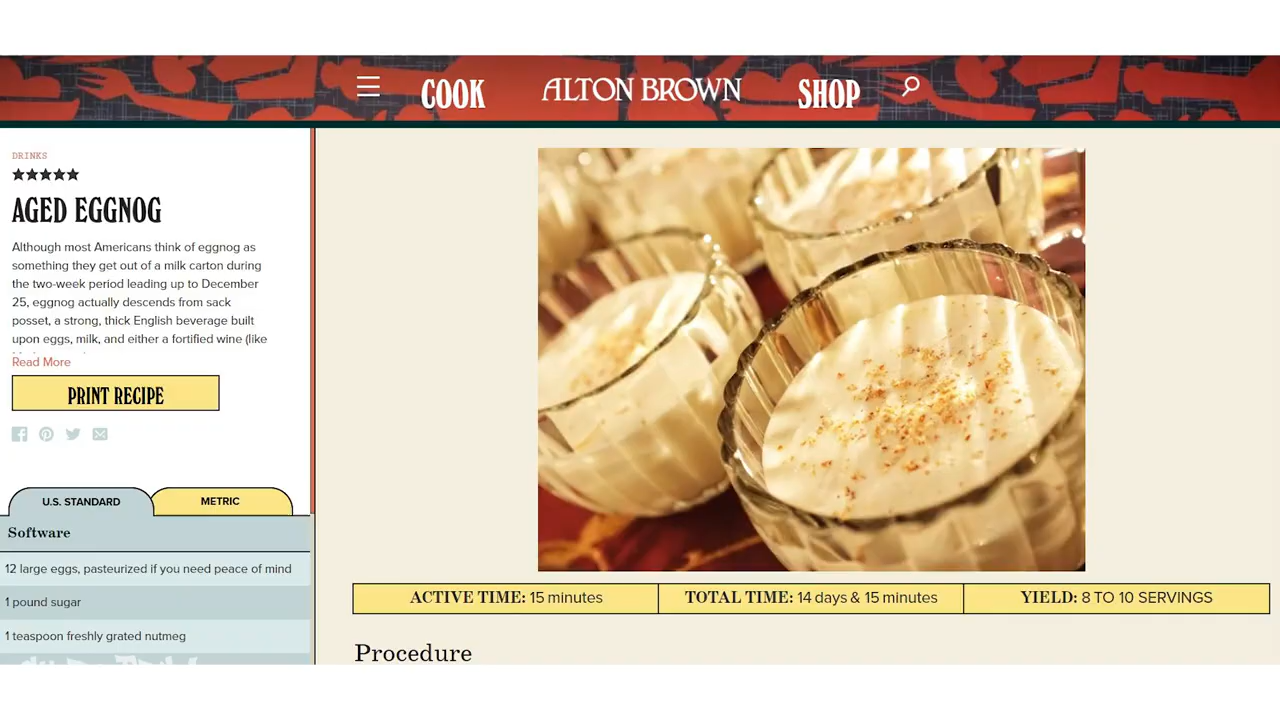 COOK
ALTON BROWN
SHOP
DRINKS
AGED EGGNOG
Although most Americans think of eggnog as
something they get out of a milk carton during
the two-week period leading up to December
25, eggnog actually descends from sack
posset, a strong, thick English beverage built
upon eggs, milk, and either a fortified wine (like
Read More
PRINT RECIPE
U.S. STANDARD
METRIC
Software
12 large eggs, pasteurized if you need peace of mind
1 pound sugar
1 teaspoon freshly grated nutmeg
ACTIVE TIME: 15 minutes
TOTAL TIME: 14 days & 15 minutes
YIELD: 8 TO 10 SERVINGS
Procedure